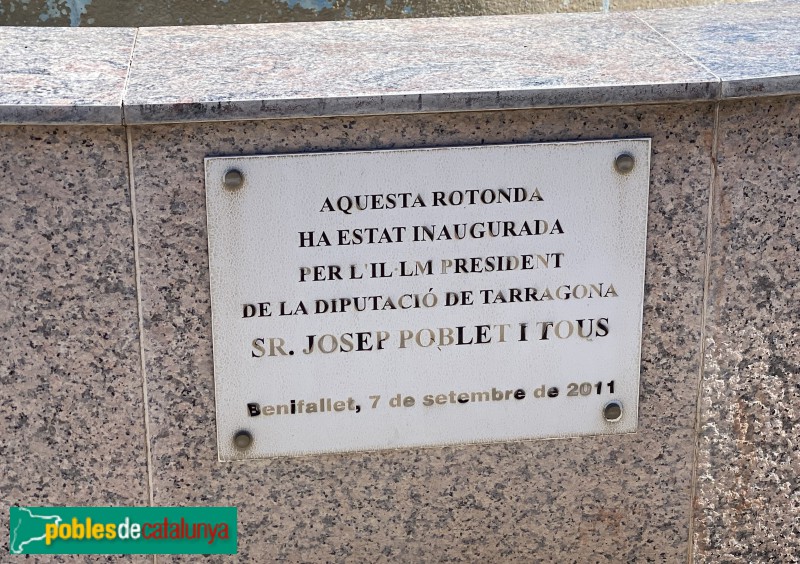 AQUESTA ROTONDA
HA ESTAT INAUGURADA
PER L'IL·LM PRESIDENT
DE LA DIPUTACIÓ DE TARRAGONA
SR. JOSEP POBLET I TOUS
Benifallet, 7 de setembre de 2011
poblesdecatalunya